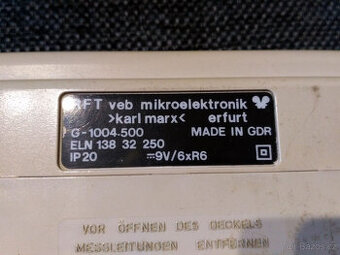 RFT veb mikroelektronik
>karl marx< erfurt
G-1004.500 MADE IN GDR
ELN 138 32 250
IP20 ⎓9V/6xR6
VOR ÖFFNEN DES DECKELS
MESSLEITUNGEN ENTFERNEN